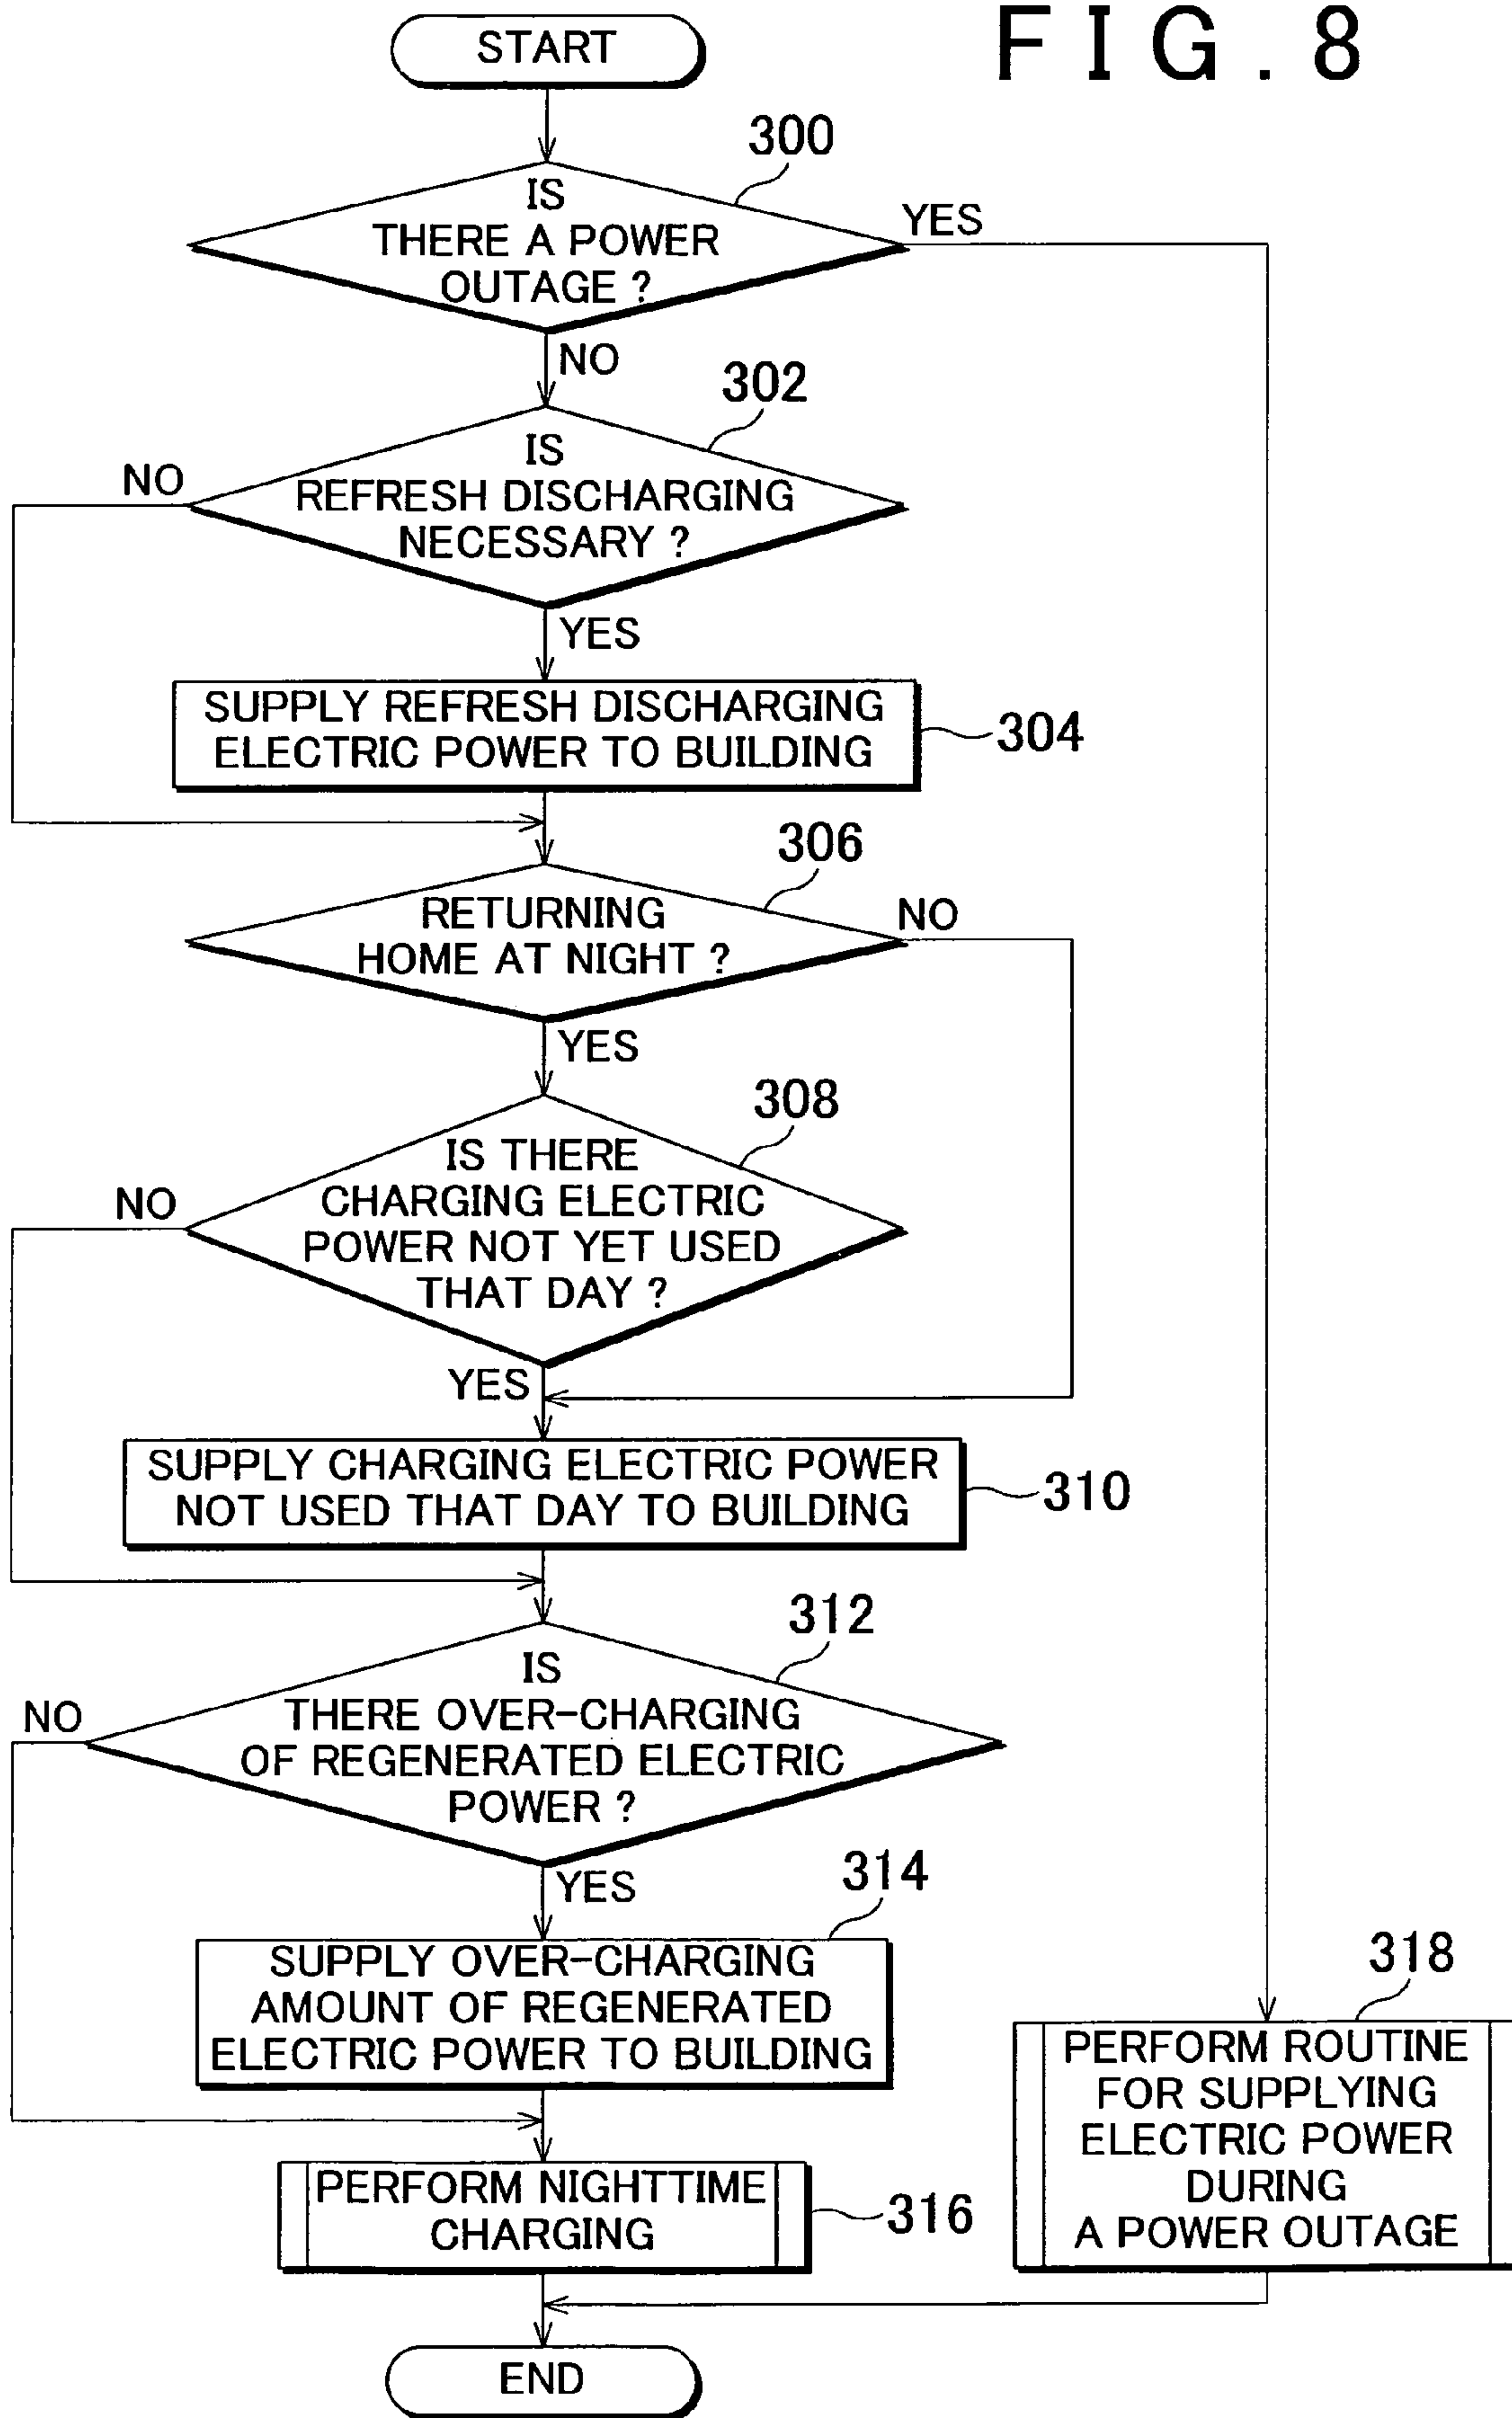 FIG. 8
START
300
IS
THERE A POWER
OUTAGE ?
YES
NO
302
IS
REFRESH DISCHARGING
NECESSARY ?
NO
YES
SUPPLY REFRESH DISCHARGING
ELECTRIC POWER TO BUILDING
304
306
RETURNING
HOME AT NIGHT ?
NO
YES
308
IS THERE
CHARGING ELECTRIC
POWER NOT YET USED
THAT DAY ?
NO
YES
SUPPLY CHARGING ELECTRIC POWER
NOT USED THAT DAY TO BUILDING
310
312
IS
THERE OVER-CHARGING
OF REGENERATED ELECTRIC
POWER ?
NO
YES
314
SUPPLY OVER-CHARGING
AMOUNT OF REGENERATED
ELECTRIC POWER TO BUILDING
318
PERFORM ROUTINE
FOR SUPPLYING
ELECTRIC POWER
DURING
A POWER OUTAGE
PERFORM NIGHTTIME
CHARGING
316
END